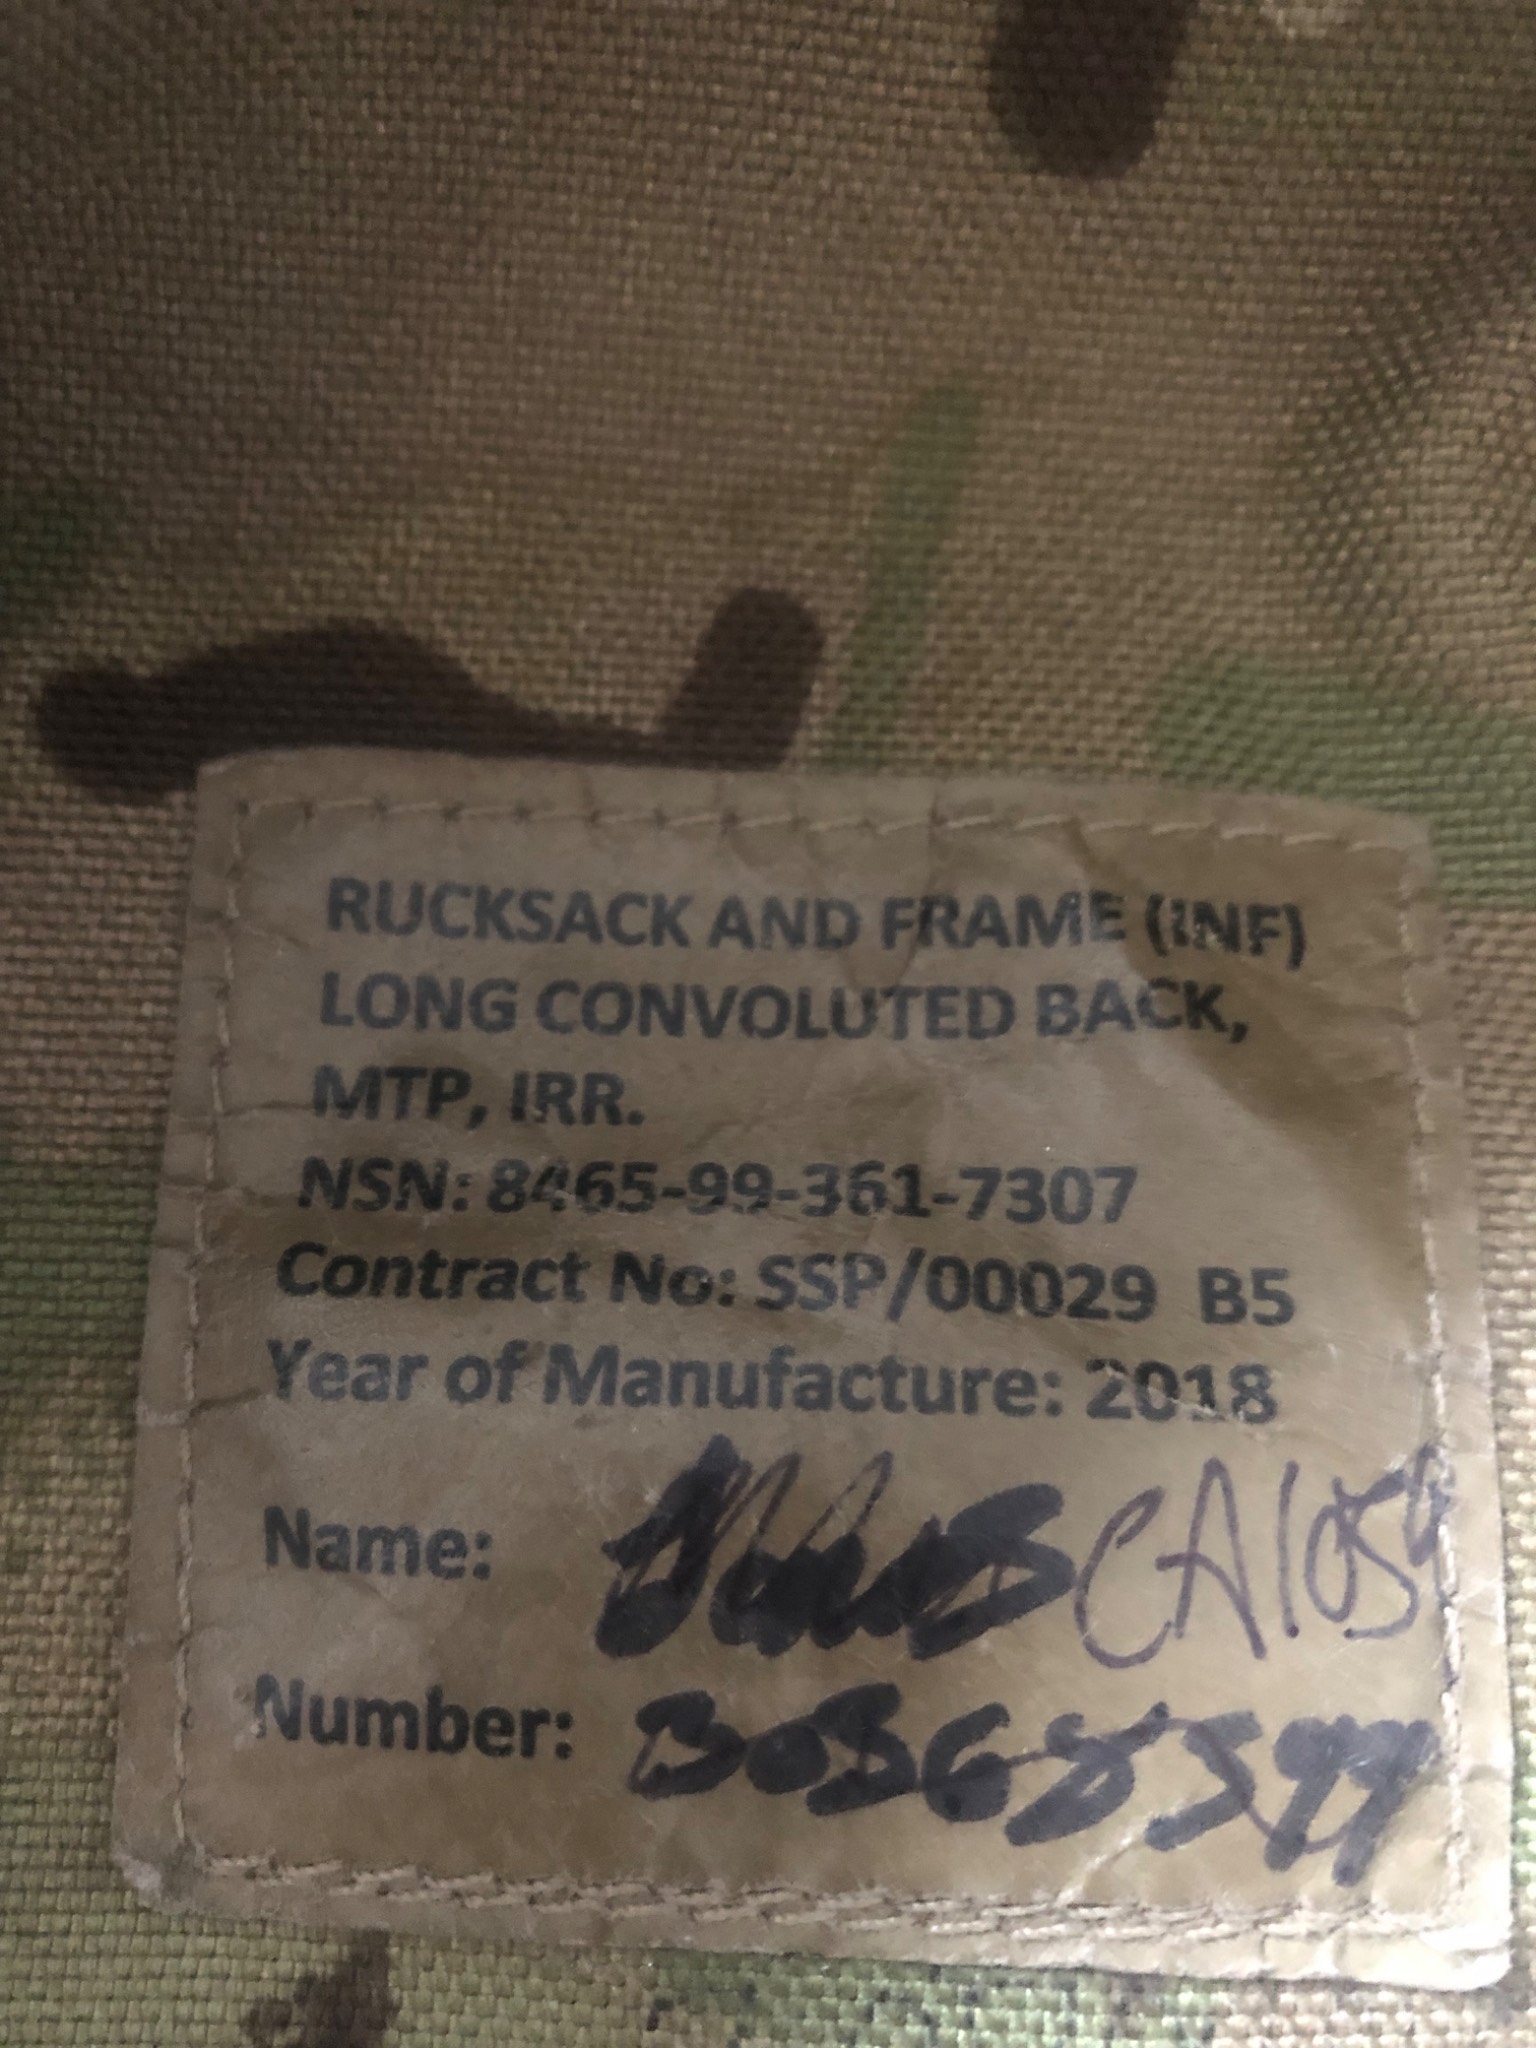 RUCKSACK AND FRAME (INF)
LONG CONVOLUTED BACK,
MTP, IRR.
NSN: 8465-99-361-7307
Contract No: SSP/00029 B5
Year of Manufacture: 2018
Name: CA1059
Number: